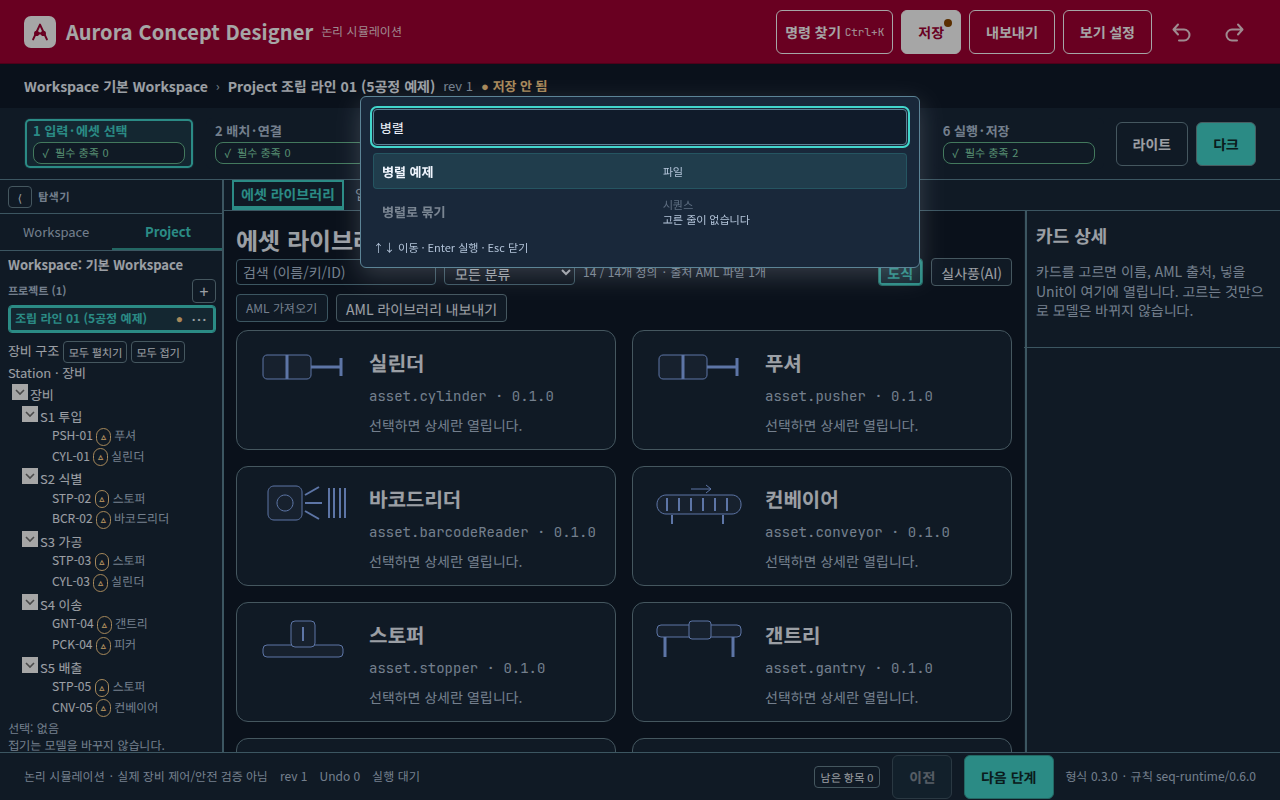 Aurora Concept Designer 논리 시뮬레이션
명령 찾기 Ctrl+K
저장
내보내기
보기 설정
Workspace 기본 Workspace › Project 조립 라인 01 (5공정 예제) rev 1 ● 저장 안 됨
1 입력·에셋 선택
✓ 필수 충족 0
2 배치·연결
✓ 필수 충족 0
6 실행·저장
✓ 필수 충족 2
라이트
다크
병렬
병렬 예제 파일
병렬로 묶기 시퀀스
고른 줄이 없습니다
↑↓ 이동 · Enter 실행 · Esc 닫기
⟨ 탐색기
Workspace Project
Workspace: 기본 Workspace
프로젝트 (1) +
조립 라인 01 (5공정 예제) ● ···
장비 구조 모두 펼치기 모두 접기
Station · 장비
장비
S1 투입
PSH-01 푸셔
CYL-01 실린더
S2 식별
STP-02 스토퍼
BCR-02 바코드리더
S3 가공
STP-03 스토퍼
CYL-03 실린더
S4 이송
GNT-04 갠트리
PCK-04 피커
S5 배출
STP-05 스토퍼
CNV-05 컨베이어
선택: 없음
접기는 모델을 바꾸지 않습니다.
에셋 라이브러리
검색 (이름/키/ID)
모든 분류
14 / 14개 정의 · 출처 AML 파일 1개
도식
실사풍(AI)
AML 가져오기
AML 라이브러리 내보내기
실린더
asset.cylinder · 0.1.0
선택하면 상세란 열립니다.
푸셔
asset.pusher · 0.1.0
선택하면 상세란 열립니다.
바코드리더
asset.barcodeReader · 0.1.0
선택하면 상세란 열립니다.
컨베이어
asset.conveyor · 0.1.0
선택하면 상세란 열립니다.
스토퍼
asset.stopper · 0.1.0
선택하면 상세란 열립니다.
갠트리
asset.gantry · 0.1.0
선택하면 상세란 열립니다.
카드 상세
카드를 고르면 이름, AML 출처, 넣을
Unit이 여기에 열립니다. 고르는 것만으
로 모델은 바뀌지 않습니다.
논리 시뮬레이션 · 실제 장비 제어/안전 검증 아님 rev 1 Undo 0 실행 대기
남은 항목 0
이전
다음 단계
형식 0.3.0 · 규칙 seq-runtime/0.6.0